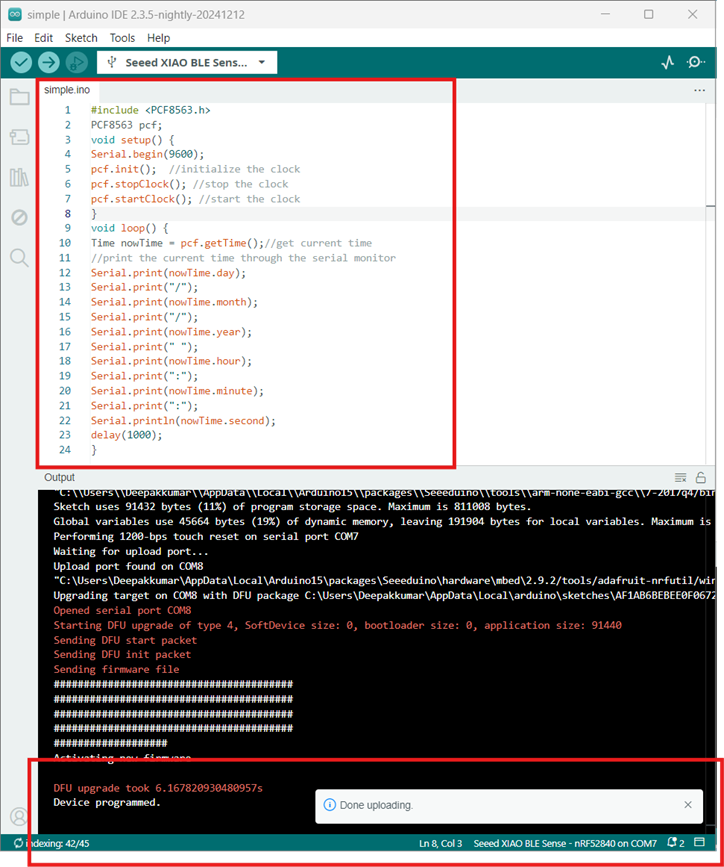 simple | Arduino IDE 2.3.5-nightly-20241212
File Edit Sketch Tools Help
Seeed XIAO BLE Sens...
simple.ino
1 #include <PCF8563.h>
2 PCF8563 pcf;
3 void setup() {
4 Serial.begin(9600);
5 pcf.init();  //initialize the clock
6 pcf.stopClock(); //stop the clock
7 pcf.startClock(); //start the clock
8 }
9 void loop() {
10 Time nowTime = pcf.getTime();//get current time
11 //print the current time through the serial monitor
12 Serial.print(nowTime.day);
13 Serial.print("/");
14 Serial.print(nowTime.month);
15 Serial.print("/");
16 Serial.print(nowTime.year);
17 Serial.print(" ");
18 Serial.print(nowTime.hour);
19 Serial.print(":");
20 Serial.print(nowTime.minute);
21 Serial.print(":");
22 Serial.println(nowTime.second);
23 delay(1000);
24 }
Output
"C:\\Users\\Deepakkumar\\AppData\\Local\\Arduino15\\packages\\Seeeduino\\tools\\arm-none-eabi-gcc\\7-2017q4/bin
Sketch uses 91432 bytes (11%) of program storage space. Maximum is 811008 bytes.
Global variables use 45664 bytes (19%) of dynamic memory, leaving 191904 bytes for local variables. Maximum is
Performing 1200-bps touch reset on serial port COM7
Waiting for upload port...
Upload port found on COM8
"C:\Users\Deepakkumar\AppData\Local\Arduino15\packages\Seeeduino\hardware\mbed\2.9.2/tools/adafruit-nrfutil/win
Upgrading target on COM8 with DFU package C:\Users\Deepakkumar\AppData\Local\arduino\sketches\AF1AB6BEBEE0F0672
Opened serial port COM8
Starting DFU upgrade of type 4, SoftDevice size: 0, bootloader size: 0, application size: 91440
Sending DFU start packet
Sending DFU init packet
Sending firmware file
########################################
########################################
########################################
########################################
###################
Activating new firmware
DFU upgrade took 6.167820930480957s
Device programmed.
Done uploading.
indexing: 42/45 Ln 8, Col 3 Seeed XIAO BLE Sense - nRF52840 on COM7 2